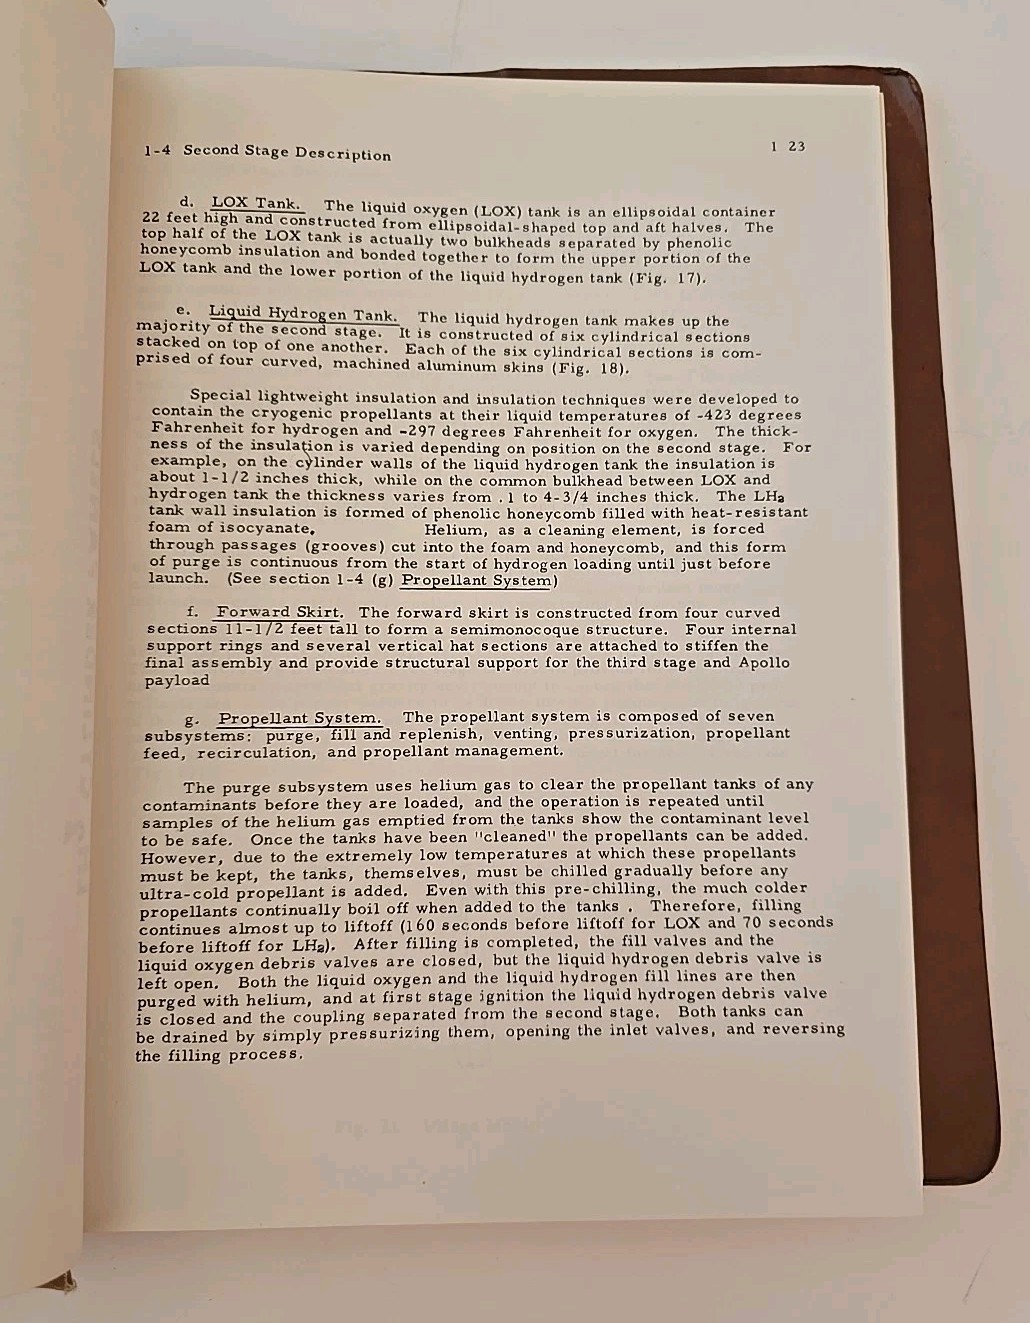 1-4 Second Stage Description
1 23
d. LOX Tank. The liquid oxygen (LOX) tank is an ellipsoidal container
22 feet high and constructed from ellipsoidal-shaped top and aft halves. The
top half of the LOX tank is actually two bulkheads separated by phenolic
honeycomb insulation and bonded together to form the upper portion of the
LOX tank and the lower portion of the liquid hydrogen tank (Fig. 17).
e. Liquid Hydrogen Tank. The liquid hydrogen tank makes up the
majority of the second stage. It is constructed of six cylindrical sections
stacked on top of one another. Each of the six cylindrical sections is com-
prised of four curved, machined aluminum skins (Fig. 18).
Special lightweight insulation and insulation techniques were developed to
contain the cryogenic propellants at their liquid temperatures of -423 degrees
Fahrenheit for hydrogen and -297 degrees Fahrenheit for oxygen. The thick-
ness of the insulation is varied depending on position on the second stage. For
example, on the cylinder walls of the liquid hydrogen tank the insulation is
about 1-1/2 inches thick, while on the common bulkhead between LOX and
hydrogen tank the thickness varies from .1 to 4-3/4 inches thick. The LH2
tank wall insulation is formed of phenolic honeycomb filled with heat-resistant
foam of isocyanate. Helium, as a cleaning element, is forced
through passages (grooves) cut into the foam and honeycomb, and this form
of purge is continuous from the start of hydrogen loading until just before
launch. (See section 1-4 (g) Propellant System)
f. Forward Skirt. The forward skirt is constructed from four curved
sections 11-1/2 feet tall to form a semimonocoque structure. Four internal
support rings and several vertical hat sections are attached to stiffen the
final assembly and provide structural support for the third stage and Apollo
payload
g. Propellant System. The propellant system is composed of seven
subsystems: purge, fill and replenish, venting, pressurization, propellant
feed, recirculation, and propellant management.
The purge subsystem uses helium gas to clear the propellant tanks of any
contaminants before they are loaded, and the operation is repeated until
samples of the helium gas emptied from the tanks show the contaminant level
to be safe. Once the tanks have been "cleaned" the propellants can be added.
However, due to the extremely low temperatures at which these propellants
must be kept, the tanks, themselves, must be chilled gradually before any
ultra-cold propellant is added. Even with this pre-chilling, the much colder
propellants continually boil off when added to the tanks . Therefore, filling
continues almost up to liftoff (160 seconds before liftoff for LOX and 70 seconds
before liftoff for LH2). After filling is completed, the fill valves and the
liquid oxygen debris valves are closed, but the liquid hydrogen debris valve is
left open. Both the liquid oxygen and the liquid hydrogen fill lines are then
purged with helium, and at first stage ignition the liquid hydrogen debris valve
is closed and the coupling separated from the second stage. Both tanks can
be drained by simply pressurizing them, opening the inlet valves, and reversing
the filling process.